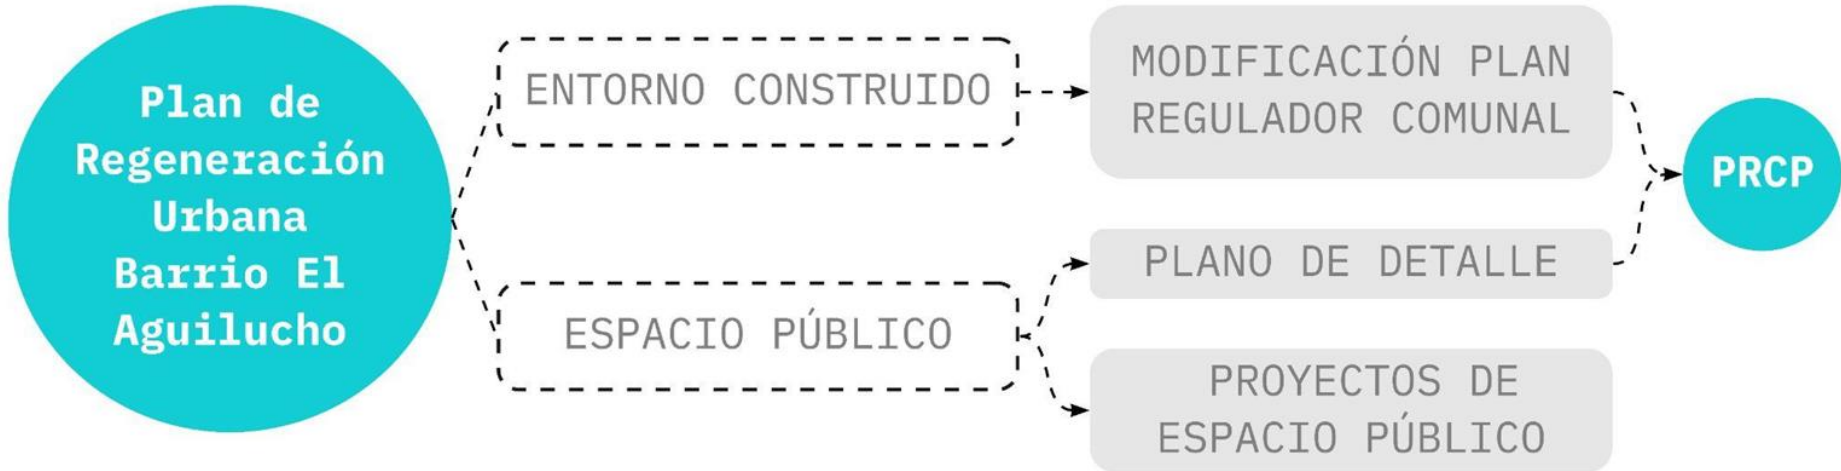 Plan de
Regeneración
Urbana
Barrio El
Aguilucho
ENTORNO CONSTRUIDO
ESPACIO PÚBLICO
MODIFICACIÓN PLAN
REGULADOR COMUNAL
PLANO DE DETALLE
PROYECTOS DE
ESPACIO PÚBLICO
PRCP